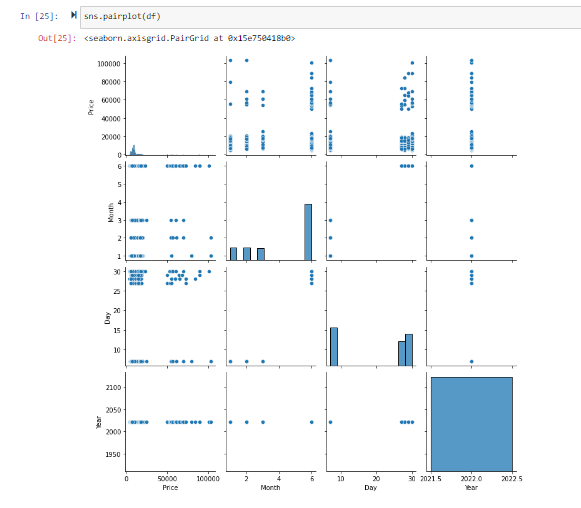 In [25]: sns.pairplot(df)
Out[25]: <seaborn.axisgrid.PairGrid at 0x15e750418b0>
100000
80000
60000
40000
20000
0
Price
6
5
4
3
2
1
Month
30
25
20
15
10
Day
2100
2050
2000
1950
Year
0 50000 100000 2 4 6 10 20 30 2021.5 2022.0 2022.5
Price Month Day Year